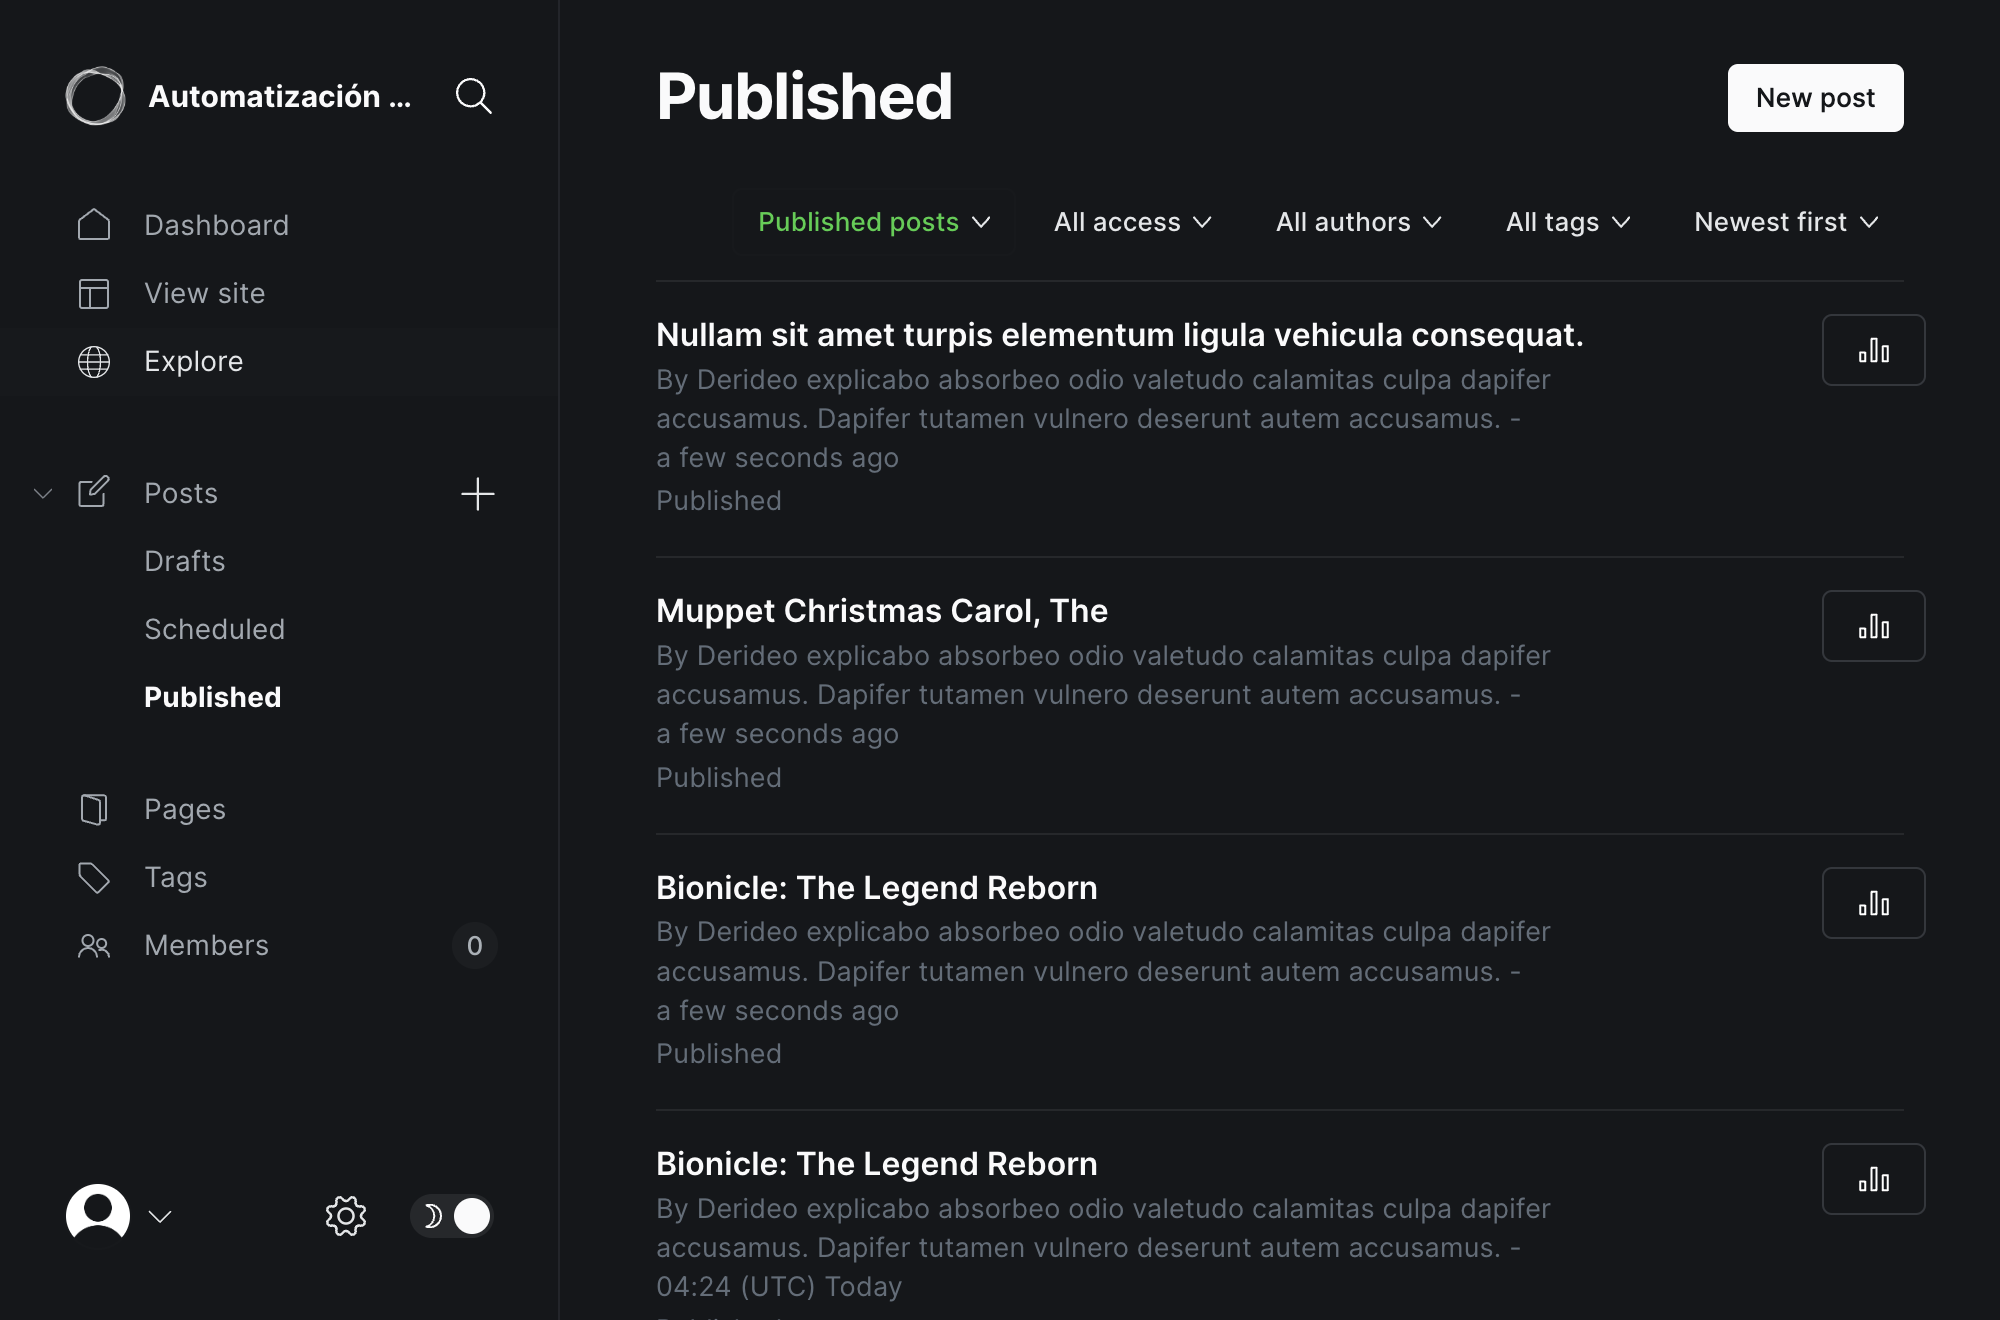 Automatización ...
Dashboard
View site
Explore
Posts
Drafts
Scheduled
Published
Pages
Tags
Members
0
Published
New post
Published posts
All access
All authors
All tags
Newest first
Nullam sit amet turpis elementum ligula vehicula consequat.
By Derideo explicabo absorbeo odio valetudo calamitas culpa dapifer
accusamus. Dapifer tutamen vulnero deserunt autem accusamus. -
a few seconds ago
Published
Muppet Christmas Carol, The
By Derideo explicabo absorbeo odio valetudo calamitas culpa dapifer
accusamus. Dapifer tutamen vulnero deserunt autem accusamus. -
a few seconds ago
Published
Bionicle: The Legend Reborn
By Derideo explicabo absorbeo odio valetudo calamitas culpa dapifer
accusamus. Dapifer tutamen vulnero deserunt autem accusamus. -
a few seconds ago
Published
Bionicle: The Legend Reborn
By Derideo explicabo absorbeo odio valetudo calamitas culpa dapifer
accusamus. Dapifer tutamen vulnero deserunt autem accusamus. -
04:24 (UTC) Today